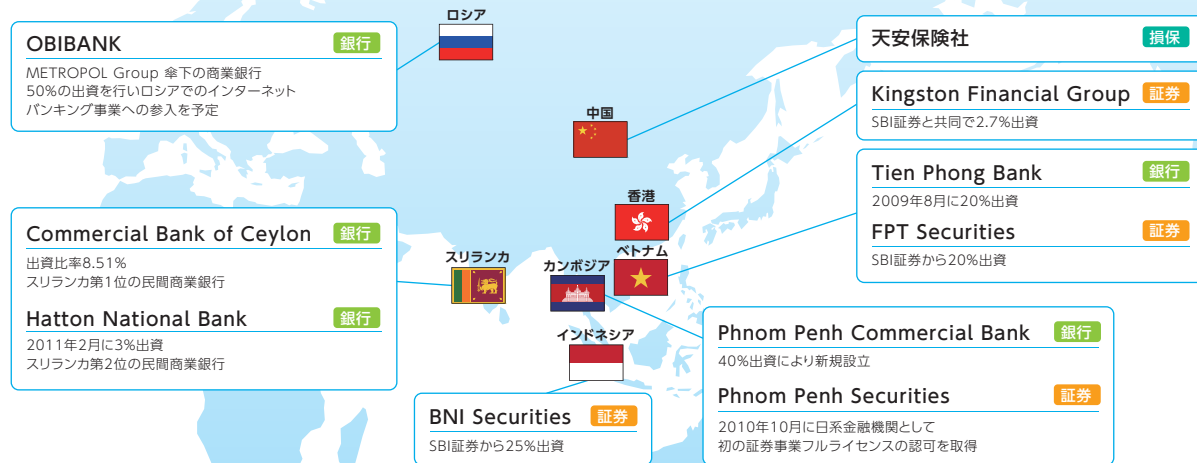 ロシア
OBIBANK 銀行
METROPOL Group 傘下の商業銀行
50%の出資を行いロシアでのインターネット
バンキング事業への参入を予定
中国
天安保険社 損保
Kingston Financial Group 証券
SBI証券と共同で2.7%出資
香港
Tien Phong Bank 銀行
2009年8月に20%出資
FPT Securities 証券
SBI証券から20%出資
ベトナム
スリランカ
Commercial Bank of Ceylon 銀行
出資比率8.51%
スリランカ第1位の民間商業銀行
Hatton National Bank 銀行
2011年2月に3%出資
スリランカ第2位の民間商業銀行
カンボジア
Phnom Penh Commercial Bank 銀行
40%出資により新規設立
Phnom Penh Securities 証券
2010年10月に日系金融機関として
初の証券事業フルライセンスの認可を取得
インドネシア
BNI Securities 証券
SBI証券から25%出資